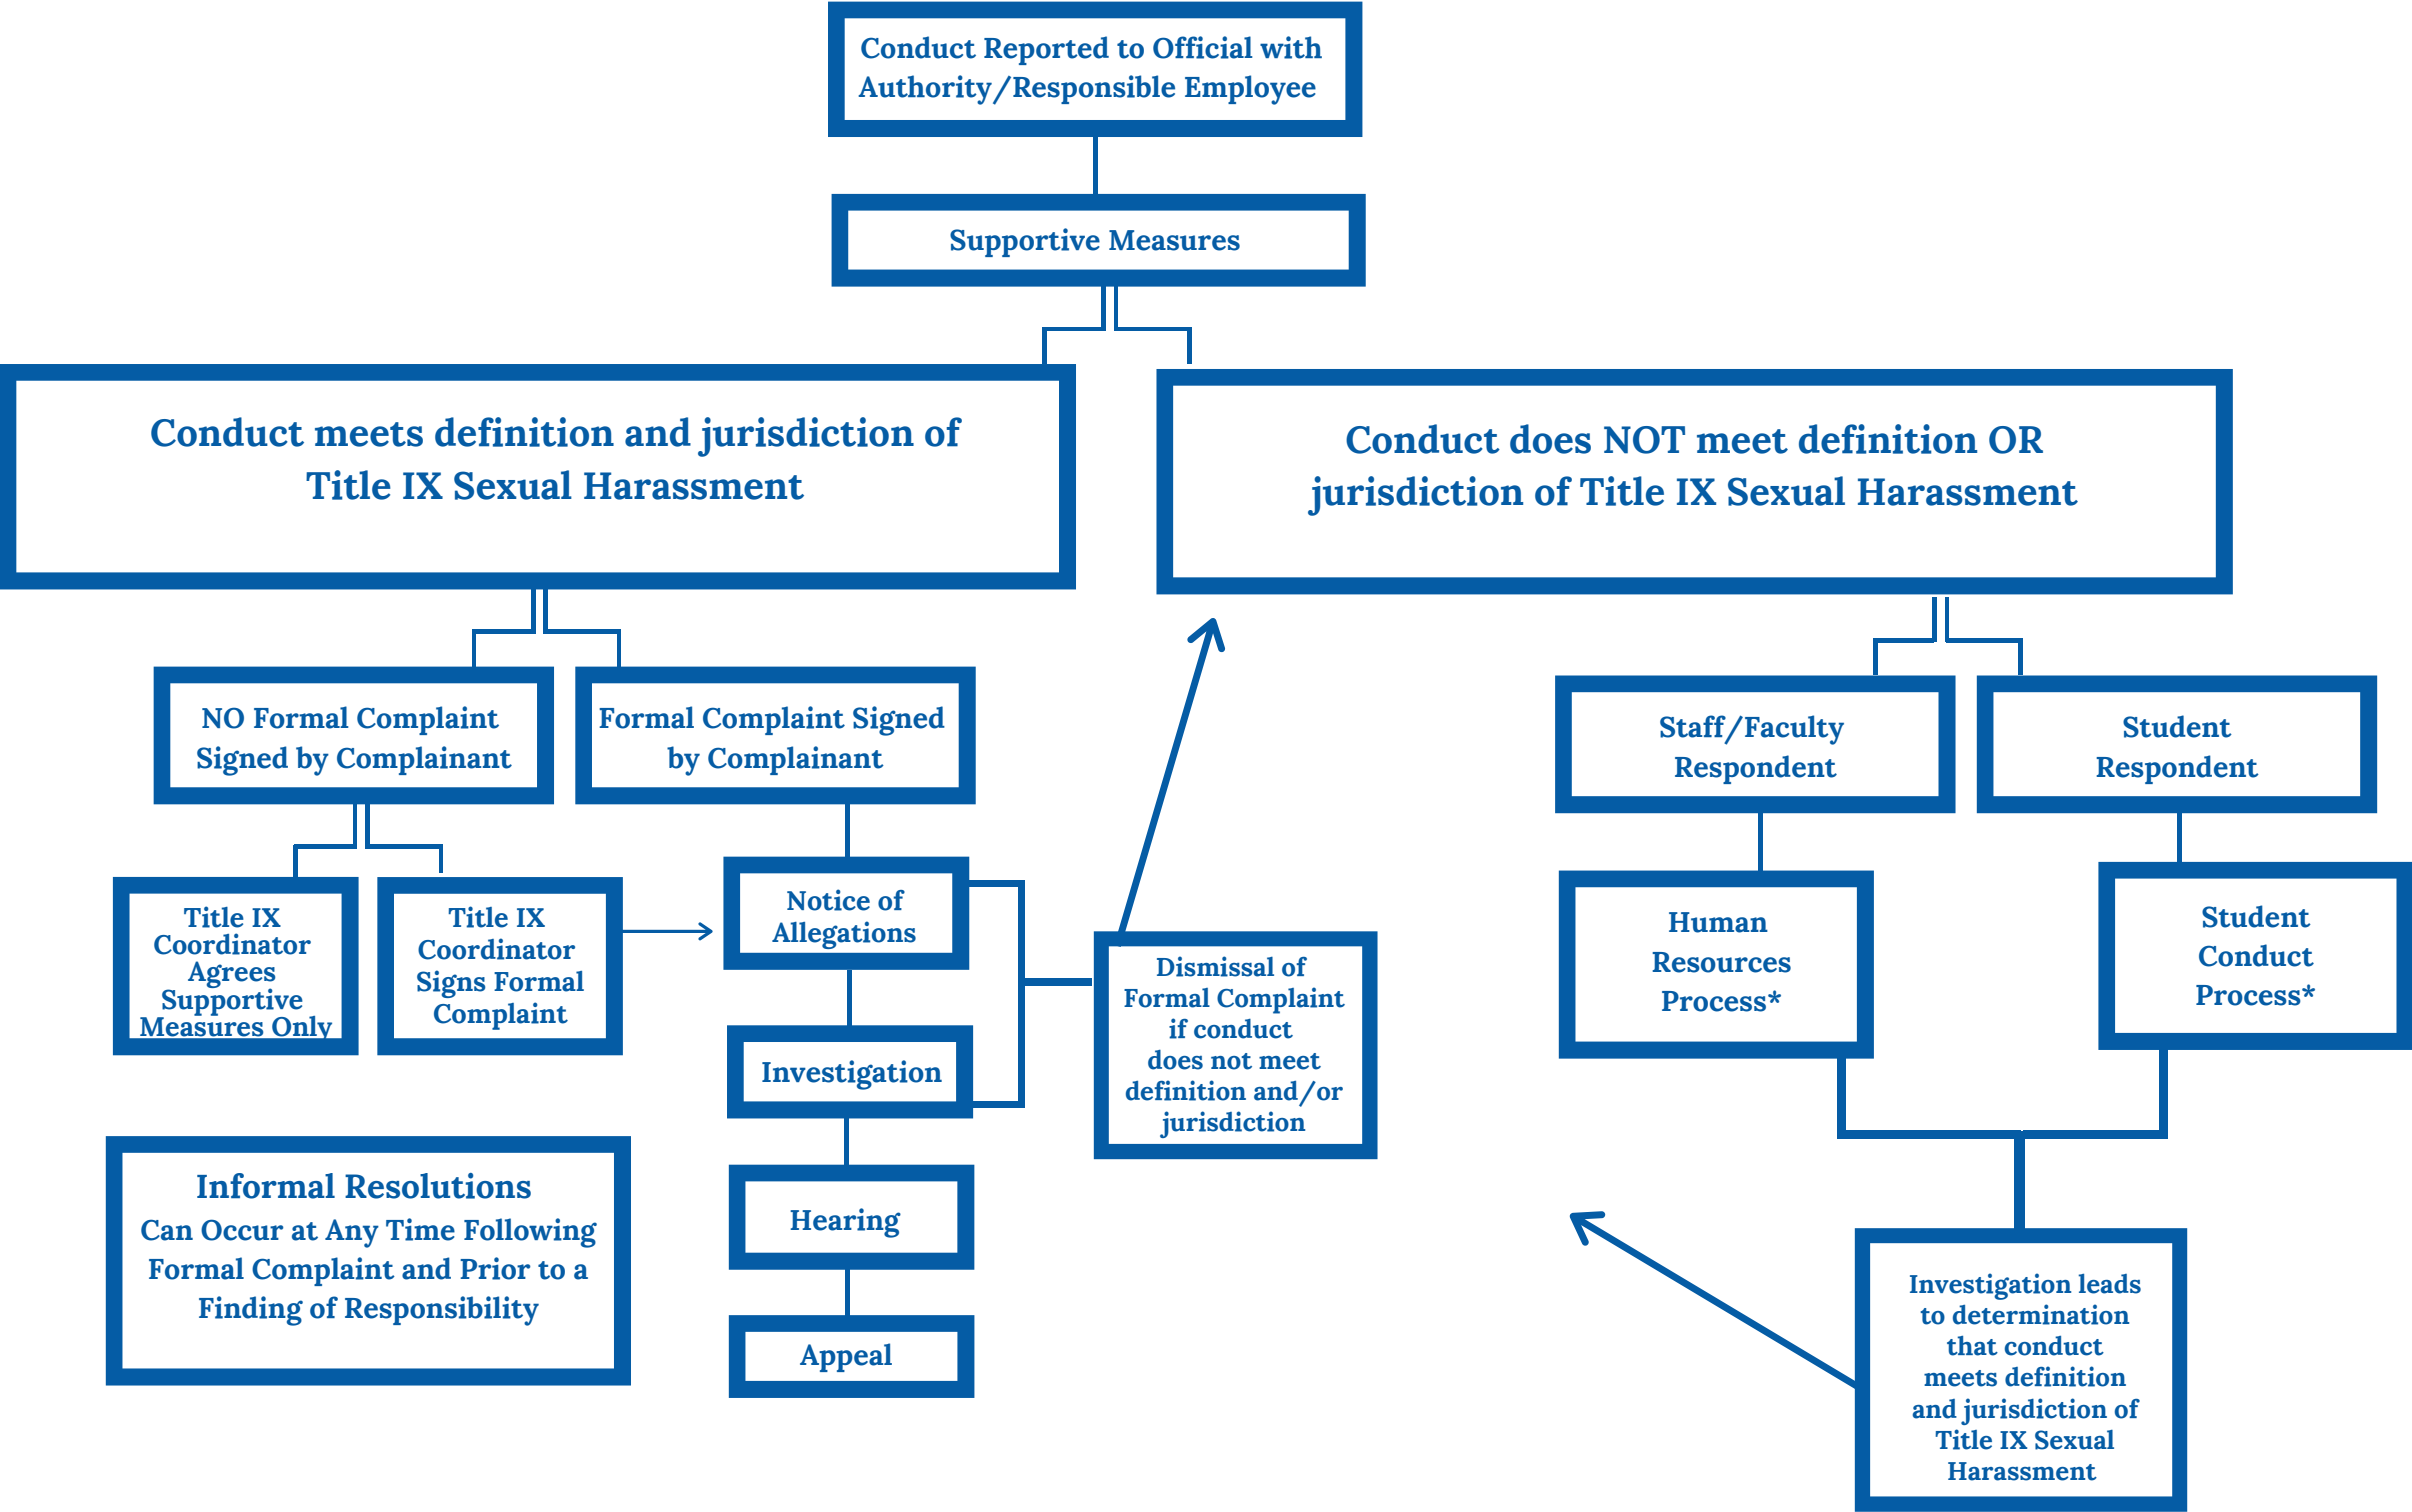 Conduct Reported to Official with
Authority/Responsible Employee
Supportive Measures
Conduct meets definition and jurisdiction of
Title IX Sexual Harassment
Conduct does NOT meet definition OR
jurisdiction of Title IX Sexual Harassment
NO Formal Complaint
Signed by Complainant
Formal Complaint Signed
by Complainant
Staff/Faculty
Respondent
Student
Respondent
Title IX
Coordinator
Agrees
Supportive
Measures Only
Title IX
Coordinator
Signs Formal
Complaint
Notice of
Allegations
Investigation
Hearing
Appeal
Dismissal of
Formal Complaint
if conduct
does not meet
definition and/or
jurisdiction
Human
Resources
Process*
Student
Conduct
Process*
Informal Resolutions
Can Occur at Any Time Following
Formal Complaint and Prior to a
Finding of Responsibility
Investigation leads
to determination
that conduct
meets definition
and jurisdiction of
Title IX Sexual
Harassment